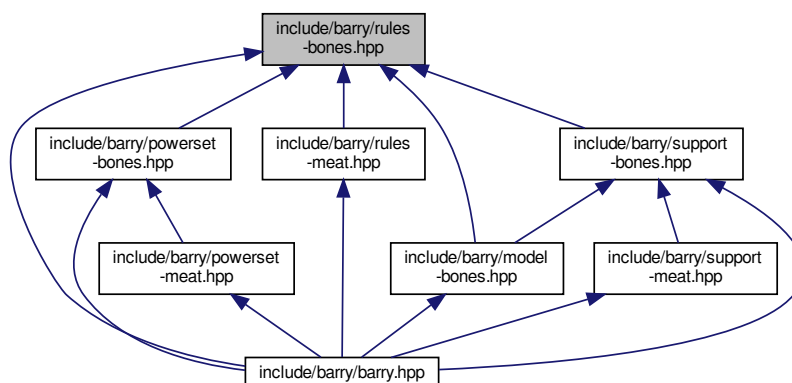 include/barry/rules
-bones.hpp
include/barry/powerset
-bones.hpp
include/barry/rules
-meat.hpp
include/barry/support
-bones.hpp
include/barry/powerset
-meat.hpp
include/barry/model
-bones.hpp
include/barry/support
-meat.hpp
include/barry/barry.hpp